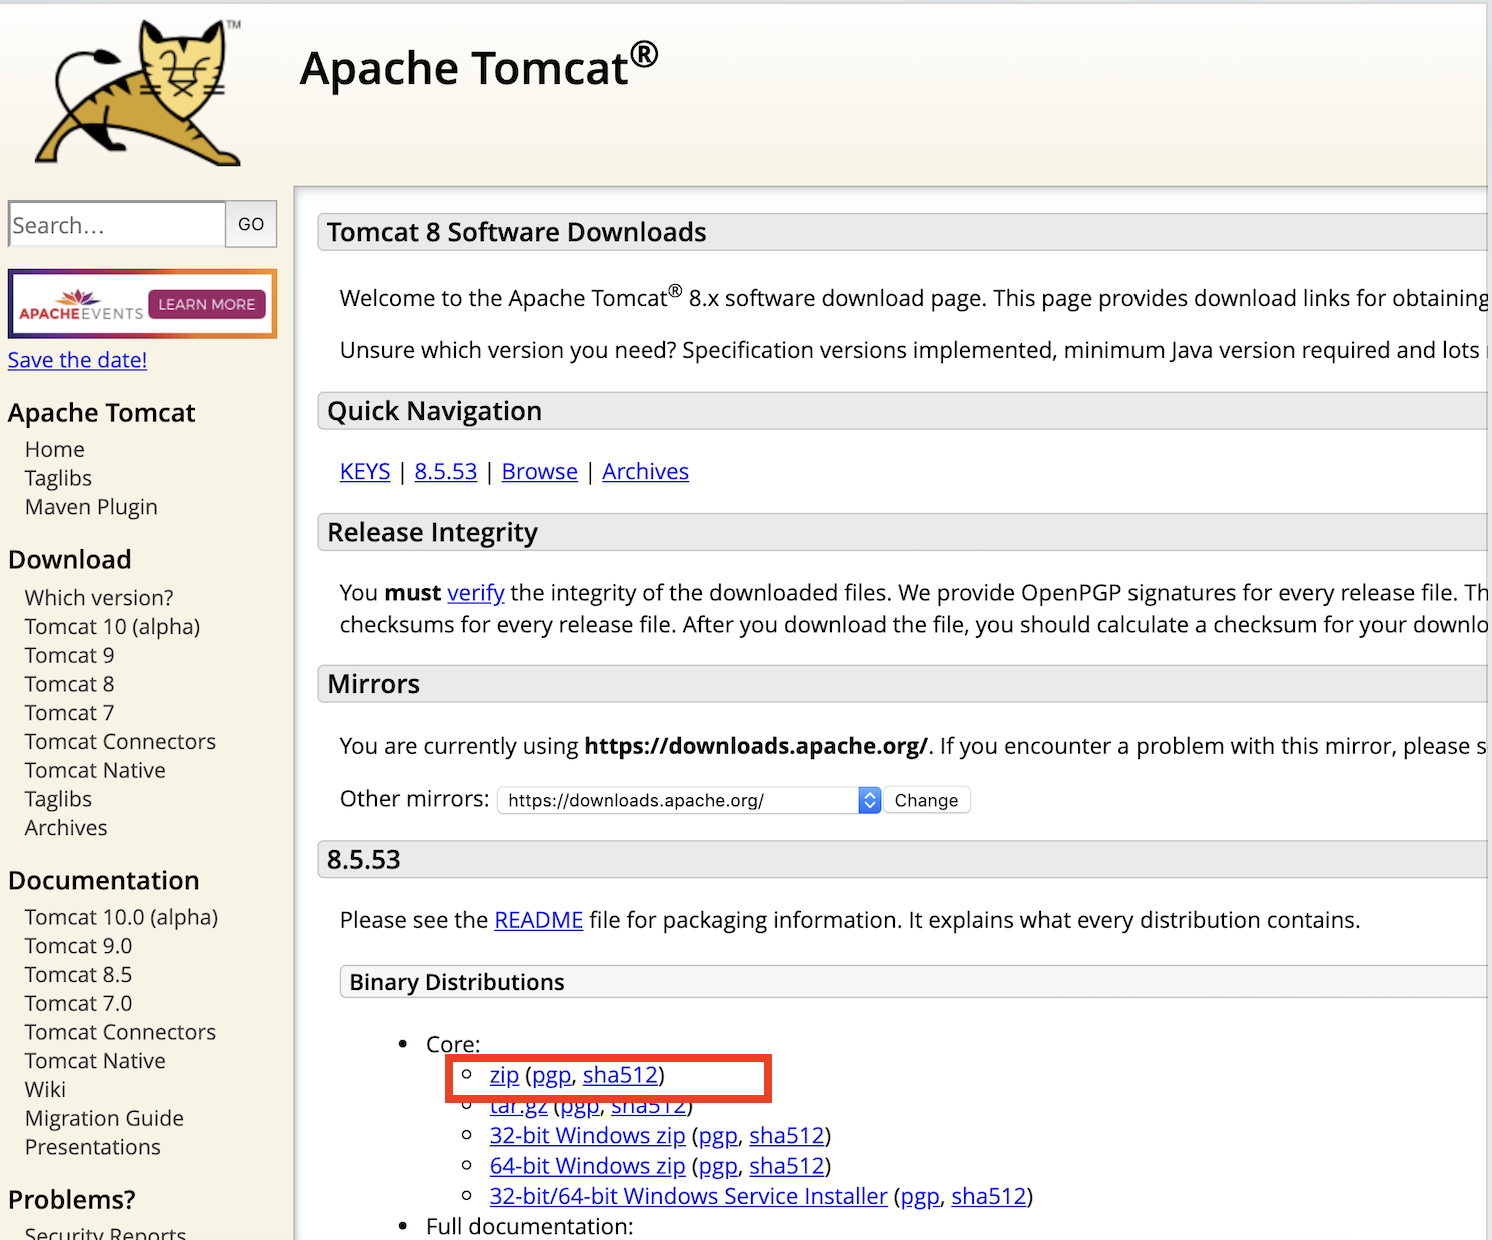 TM
Apache Tomcat®
Search...
GO
APACHEEVENTS LEARN MORE
Save the date!
Apache Tomcat
Home
Taglibs
Maven Plugin
Download
Which version?
Tomcat 10 (alpha)
Tomcat 9
Tomcat 8
Tomcat 7
Tomcat Connectors
Tomcat Native
Taglibs
Archives
Documentation
Tomcat 10.0 (alpha)
Tomcat 9.0
Tomcat 8.5
Tomcat 7.0
Tomcat Connectors
Tomcat Native
Wiki
Migration Guide
Presentations
Problems?
Security Reports
Tomcat 8 Software Downloads
Welcome to the Apache Tomcat® 8.x software download page. This page provides download links for obtaining
Unsure which version you need? Specification versions implemented, minimum Java version required and lots
Quick Navigation
KEYS | 8.5.53 | Browse | Archives
Release Integrity
You must verify the integrity of the downloaded files. We provide OpenPGP signatures for every release file. Th
checksums for every release file. After you download the file, you should calculate a checksum for your downlo
Mirrors
You are currently using https://downloads.apache.org/. If you encounter a problem with this mirror, please s
Other mirrors: https://downloads.apache.org/ Change
8.5.53
Please see the README file for packaging information. It explains what every distribution contains.
Binary Distributions
• Core:
zip (pgp, sha512)
tar.gz (pgp, sha512)
32-bit Windows zip (pgp, sha512)
64-bit Windows zip (pgp, sha512)
32-bit/64-bit Windows Service Installer (pgp, sha512)
• Full documentation: